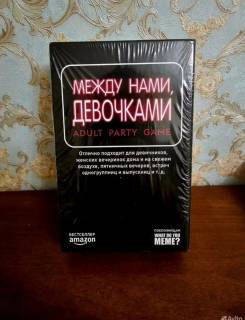 МЕЖДУ НАМИ,
ДЕВОЧКАМИ
ADULT PARTY GAME
Отлично подходит для девичников,
женских вечеринок дома и на свежем
воздухе, пятничных вечеров, встреч
одногруппниц и выпускниц и т. д.
БЕСТСЕЛЛЕР
amazon
WHAT DO YOU
MEME?
Avito